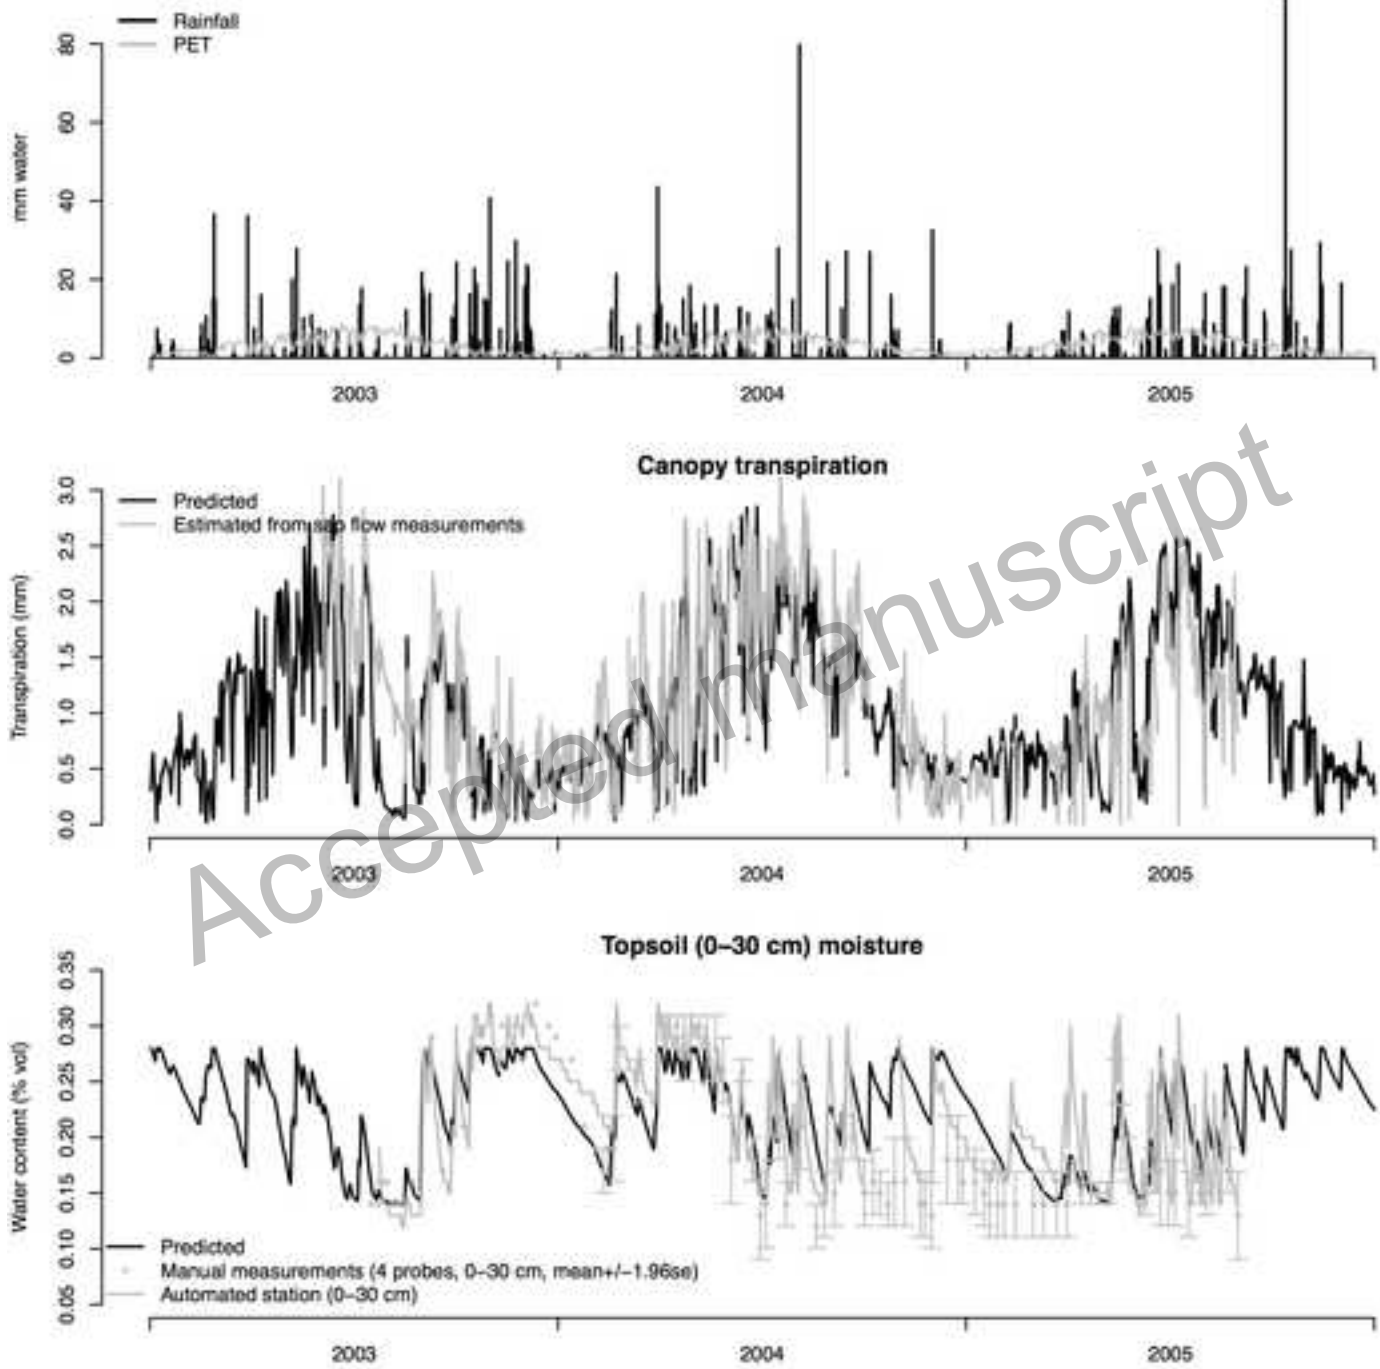 Rainfall
PET
mm water
80
60
40
20
0
2003
2004
2005
Canopy transpiration
Predicted
Estimated from sap flow measurements
Transpiration (mm)
3.0
2.5
2.0
1.5
1.0
0.5
0.0
2003
2004
2005
Accepted manuscript
Topsoil (0–30 cm) moisture
Water content (% vol)
0.35
0.30
0.25
0.20
0.15
0.10
0.05
Predicted
Manual measurements (4 probes, 0–30 cm, mean+/−1.96se)
Automated station (0–30 cm)
2003
2004
2005